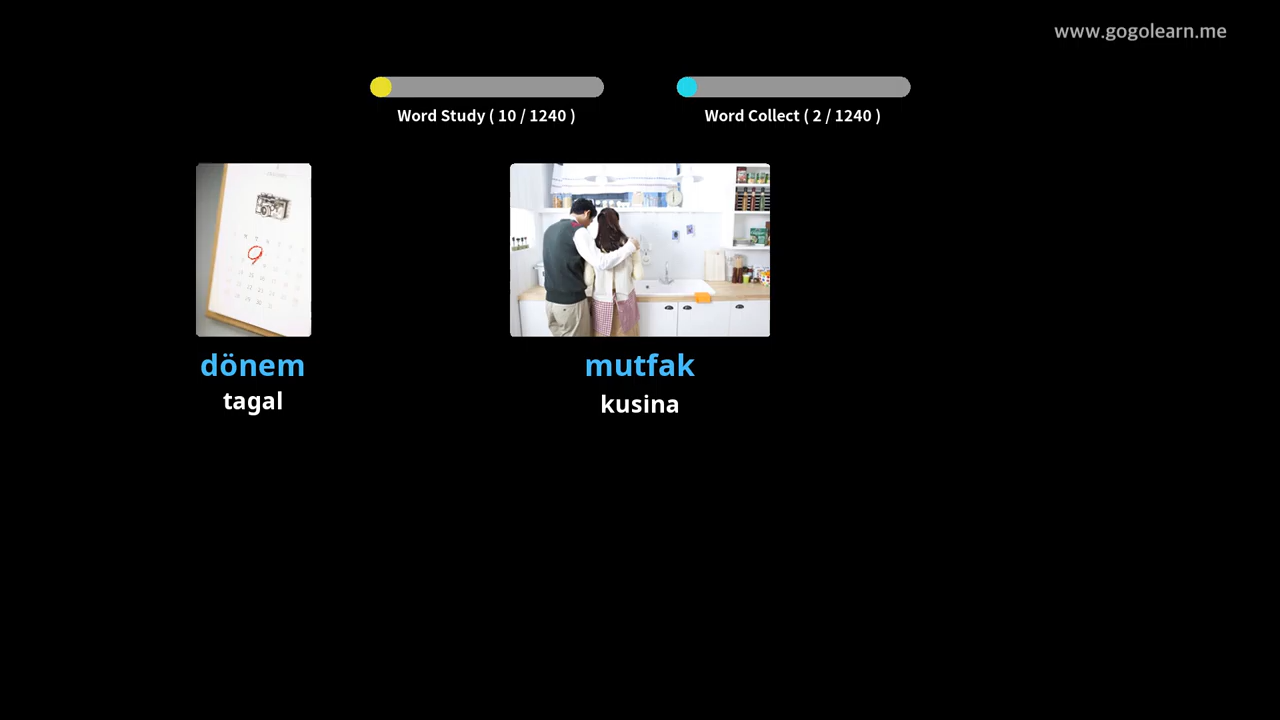 www.gogolearn.me
Word Study ( 10 / 1240 )
Word Collect ( 2 / 1240 )
dönem
tagal
mutfak
kusina